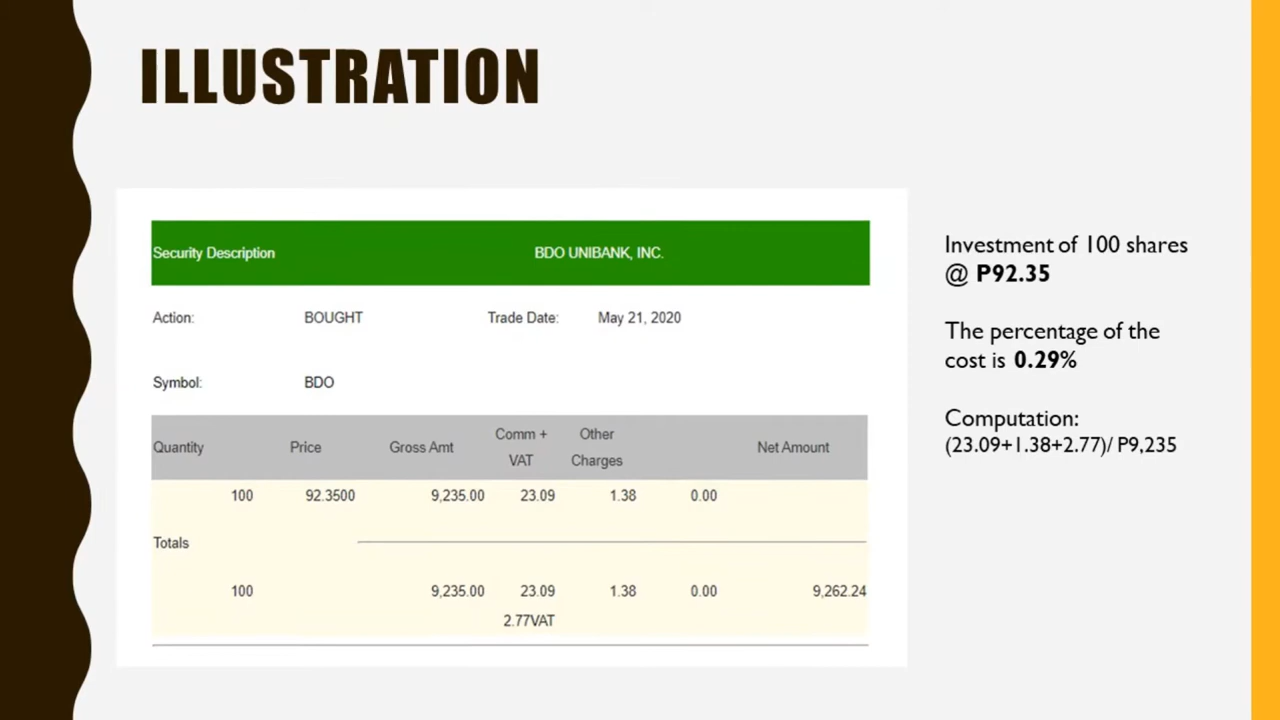 ILLUSTRATION
Security Description BDO UNIBANK, INC.
Action: BOUGHT Trade Date: May 21, 2020
Symbol: BDO
Quantity Price Gross Amt Comm + VAT Other Charges Net Amount
100 92.3500 9,235.00 23.09 1.38 0.00
Totals
100 9,235.00 23.09 1.38 0.00 9,262.24
2.77VAT
Investment of 100 shares
@ P92.35
The percentage of the
cost is 0.29%
Computation:
(23.09+1.38+2.77)/ P9,235